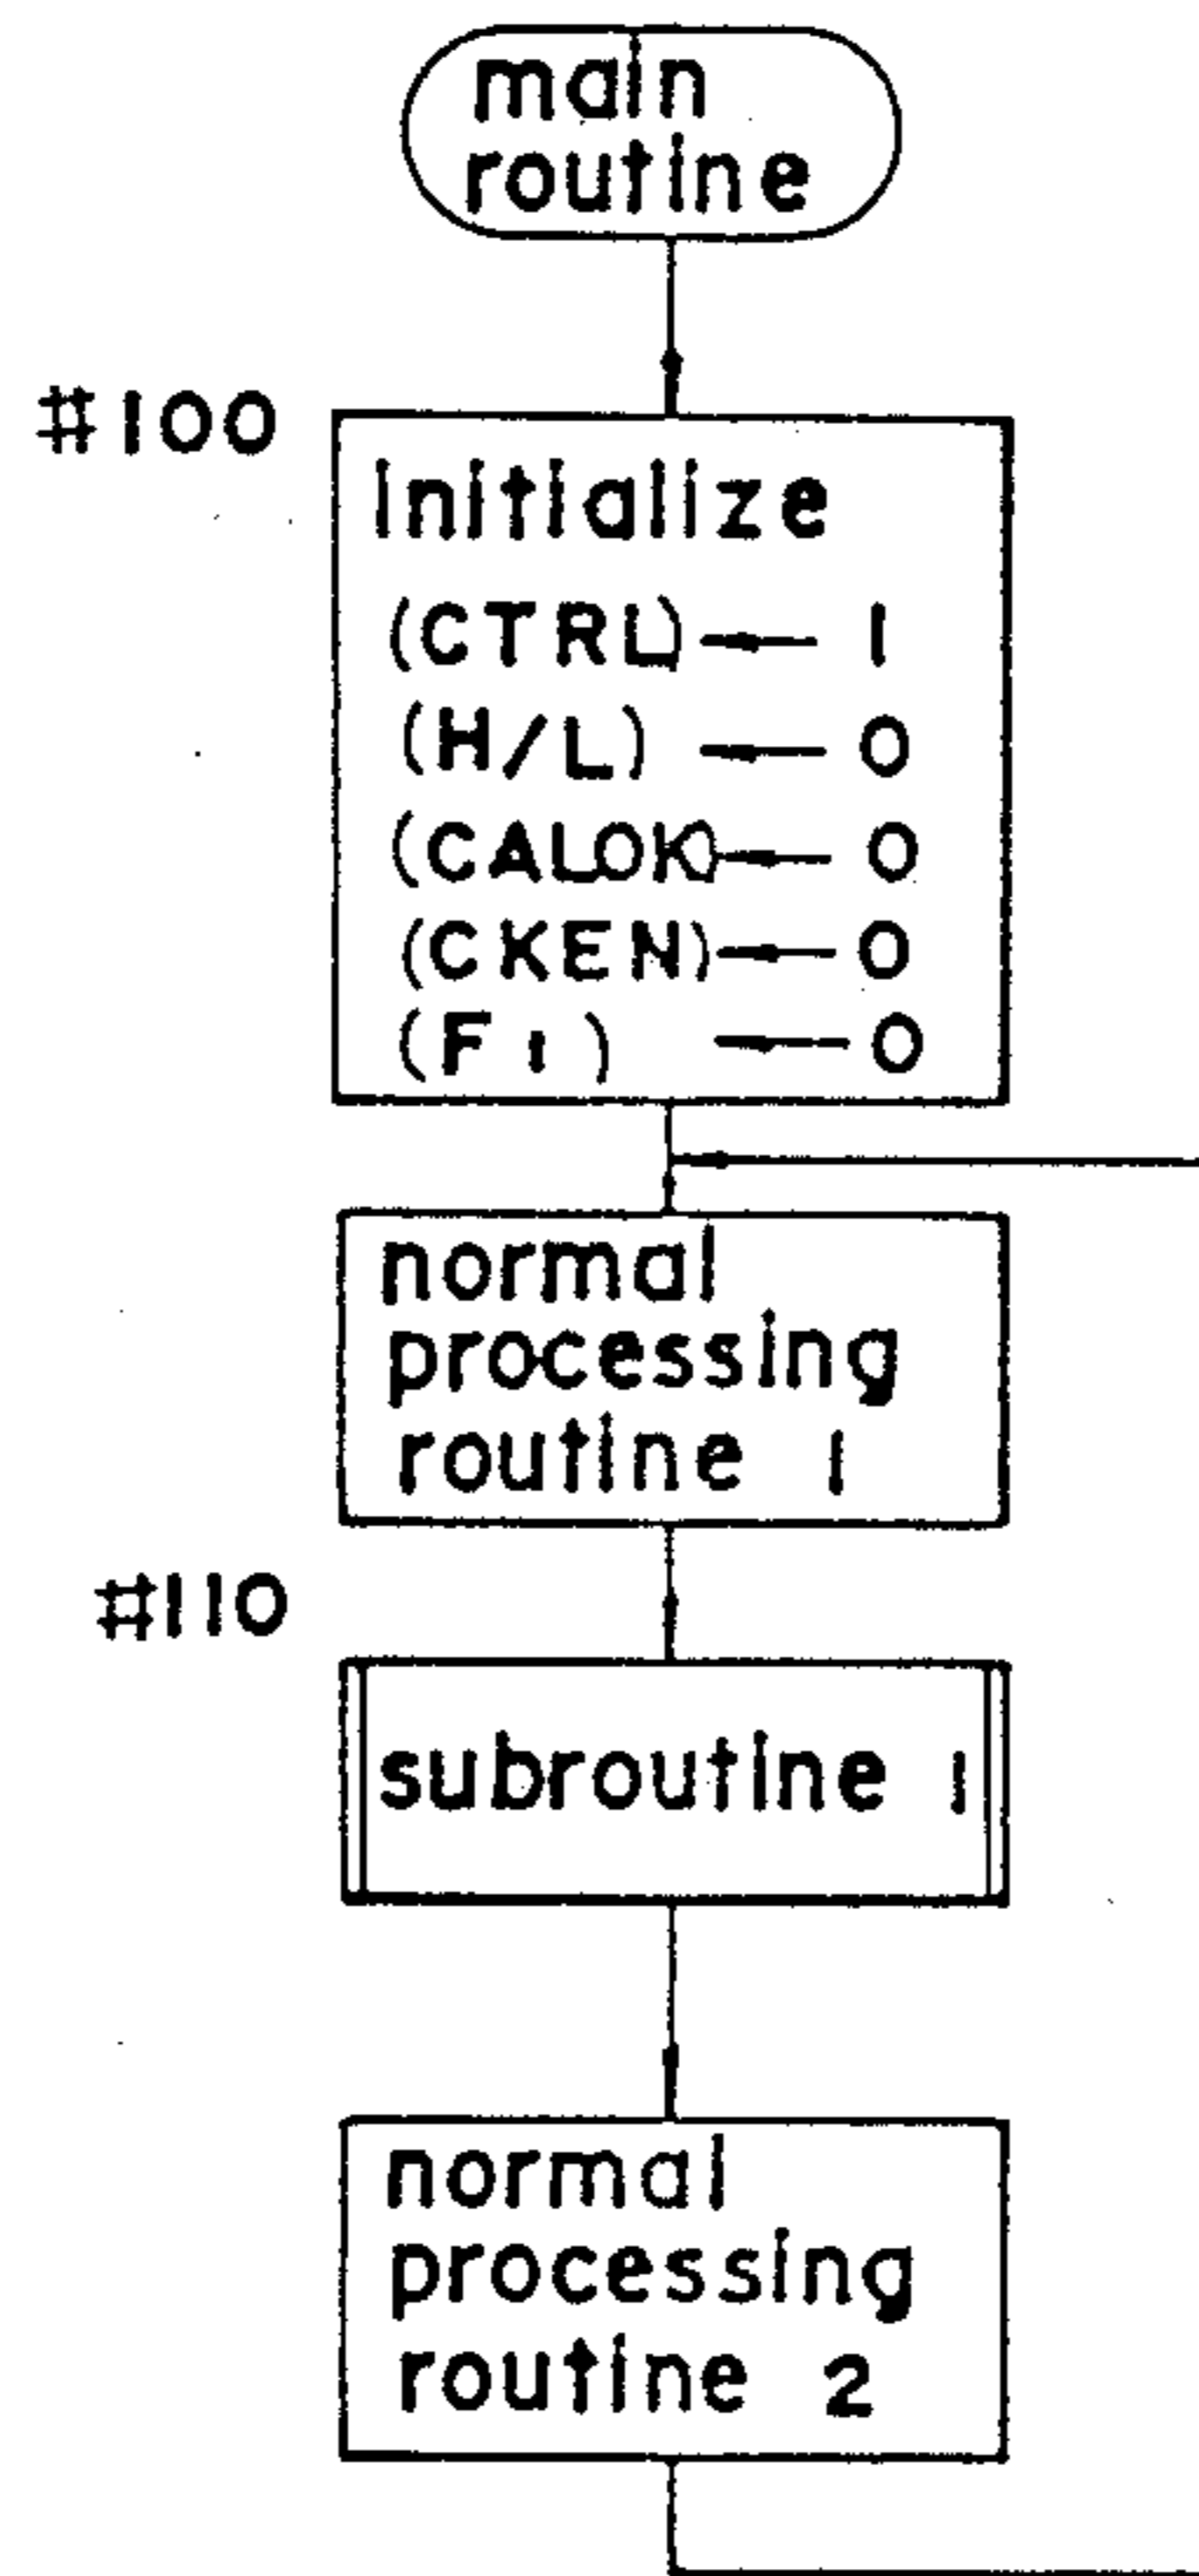 main
routine
#100
initialize
(CTRL) ← 1
(H/L) ← 0
(CALOK) ← 0
(CKEN) ← 0
(F1) ← 0
normal
processing
routine 1
#110
subroutine 1
normal
processing
routine 2